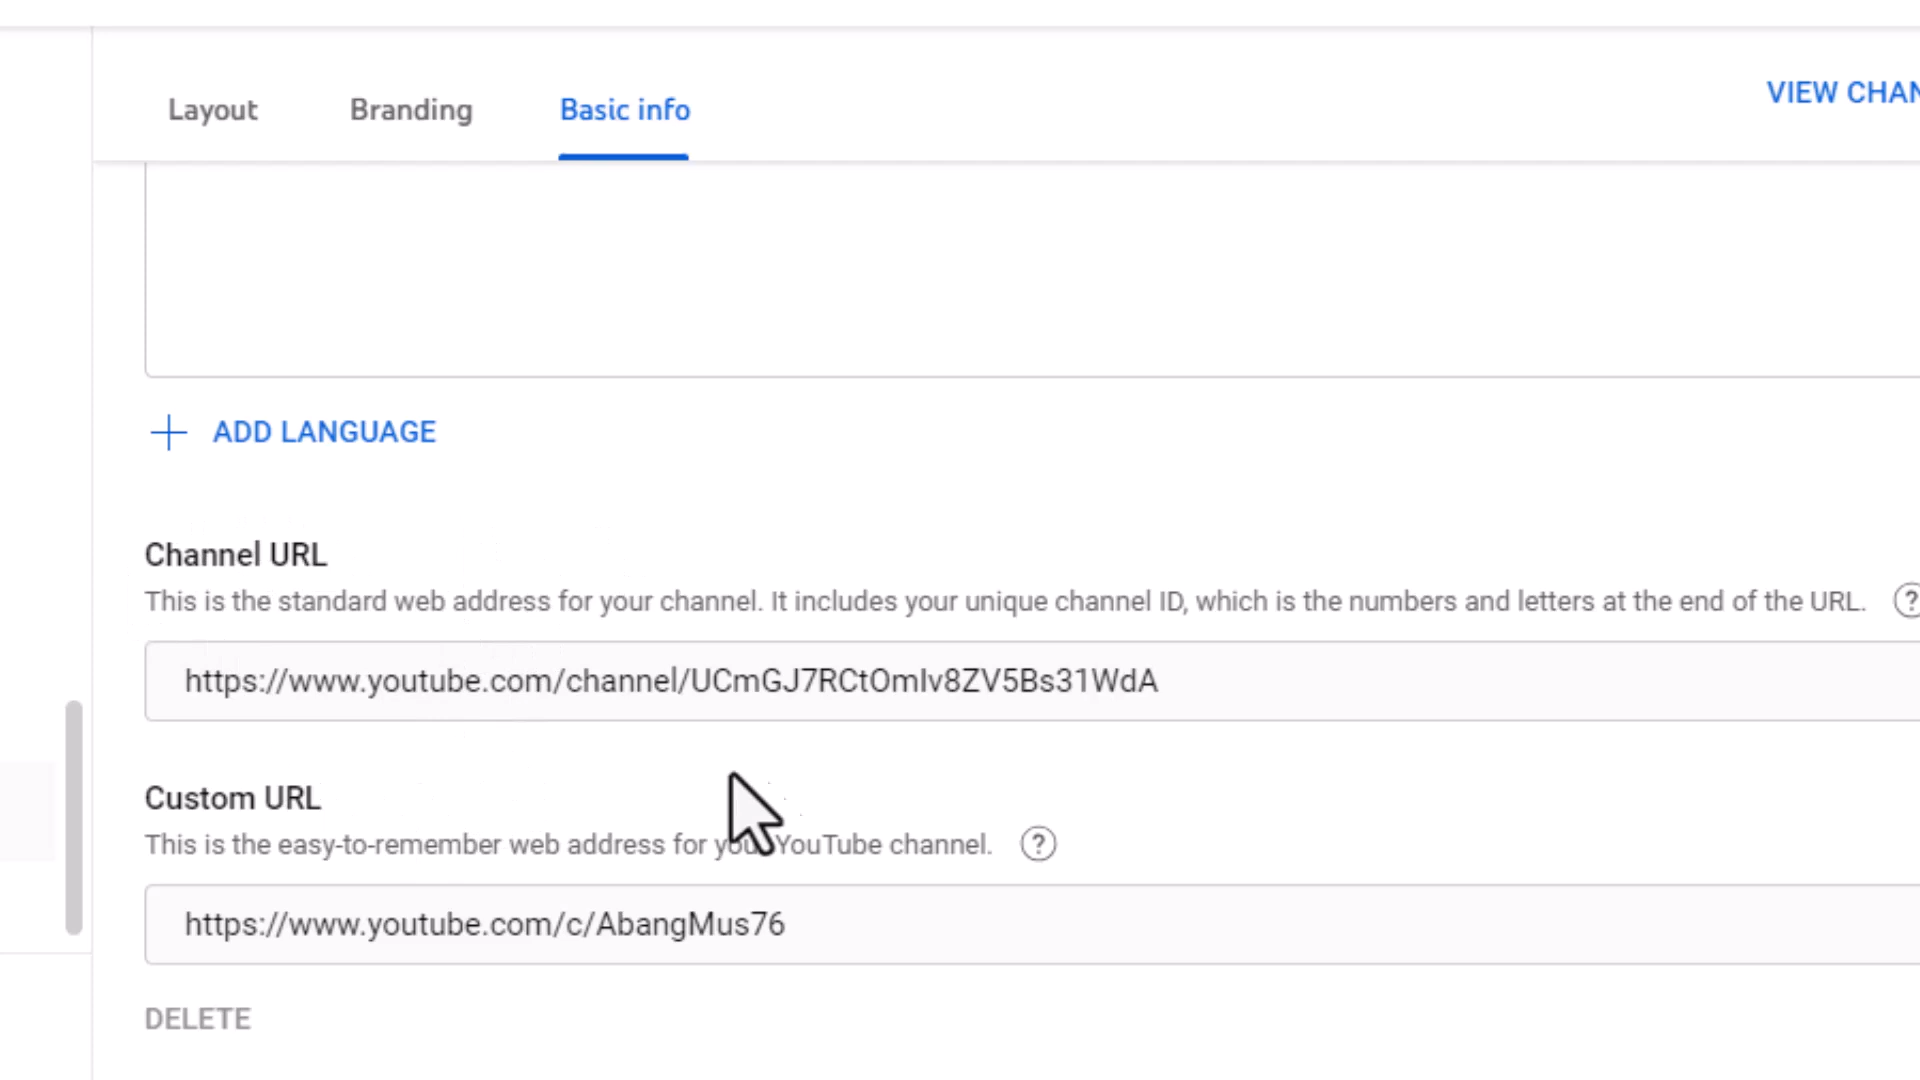 Layout Branding Basic info VIEW CHAN
ADD LANGUAGE
Channel URL
This is the standard web address for your channel. It includes your unique channel ID, which is the numbers and letters at the end of the URL.
https://www.youtube.com/channel/UCmGJ7RCtOmIv8ZV5Bs31WdA
Custom URL
This is the easy-to-remember web address for your YouTube channel.
https://www.youtube.com/c/AbangMus76
DELETE